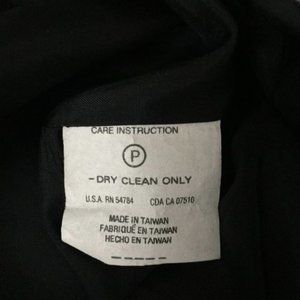 CARE INSTRUCTION
P
-DRY CLEAN ONLY
U.S.A. RN 54784 CDA CA 07510
MADE IN TAIWAN
FABRIQUÉ EN TAIWAN
HECHO EN TAIWAN